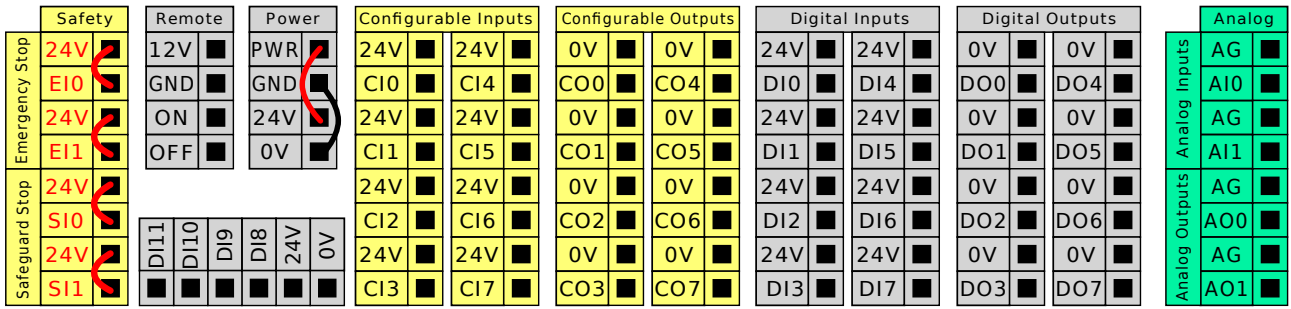 Safety
Emergency Stop
24V
EI0
24V
EI1
Safeguard Stop
24V
SI0
24V
SI1
Remote
12V
GND
ON
OFF
Power
PWR
GND
24V
0V
DI11
DI10
DI9
DI8
24V
0V
Configurable Inputs
24V 24V
CI0 CI4
24V 24V
CI1 CI5
24V 24V
CI2 CI6
24V 24V
CI3 CI7
Configurable Outputs
0V 0V
CO0 CO4
0V 0V
CO1 CO5
0V 0V
CO2 CO6
0V 0V
CO3 CO7
Digital Inputs
24V 24V
DI0 DI4
24V 24V
DI1 DI5
24V 24V
DI2 DI6
24V 24V
DI3 DI7
Digital Outputs
0V 0V
DO0 DO4
0V 0V
DO1 DO5
0V 0V
DO2 DO6
0V 0V
DO3 DO7
Analog
Analog Inputs
AG
AI0
AG
AI1
Analog Outputs
AG
AO0
AG
AO1